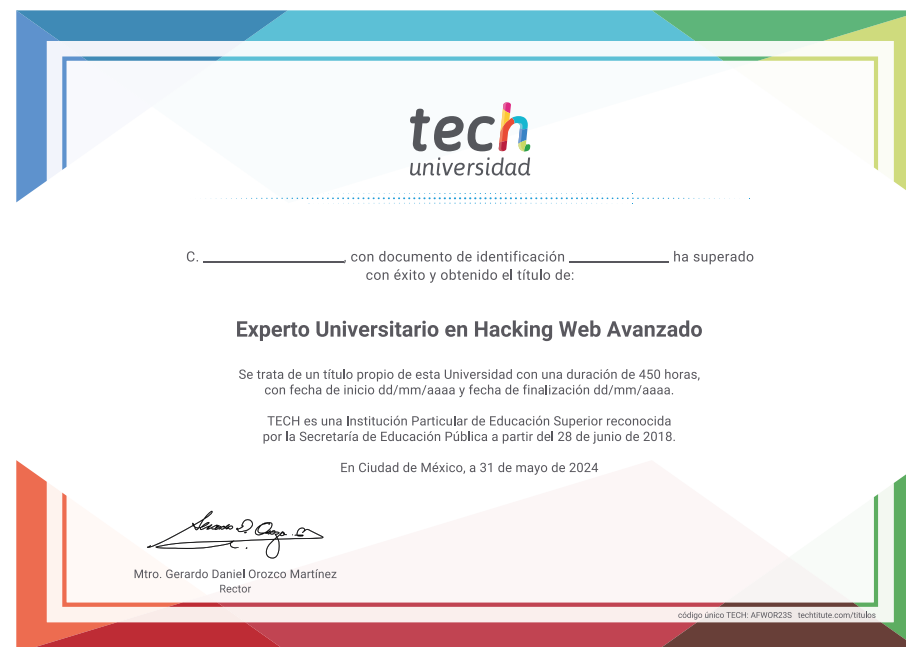 tech
universidad
C. ____________________, con documento de identificación ______________ ha superado
con éxito y obtenido el título de:
Experto Universitario en Hacking Web Avanzado
Se trata de un título propio de esta Universidad con una duración de 450 horas,
con fecha de inicio dd/mm/aaaa y fecha de finalización dd/mm/aaaa.
TECH es una Institución Particular de Educación Superior reconocida
por la Secretaría de Educación Pública a partir del 28 de junio de 2018.
En Ciudad de México, a 31 de mayo de 2024
Mtro. Gerardo Daniel Orozco Martínez
Rector
código único TECH: AFWOR23S techtitute.com/titulos